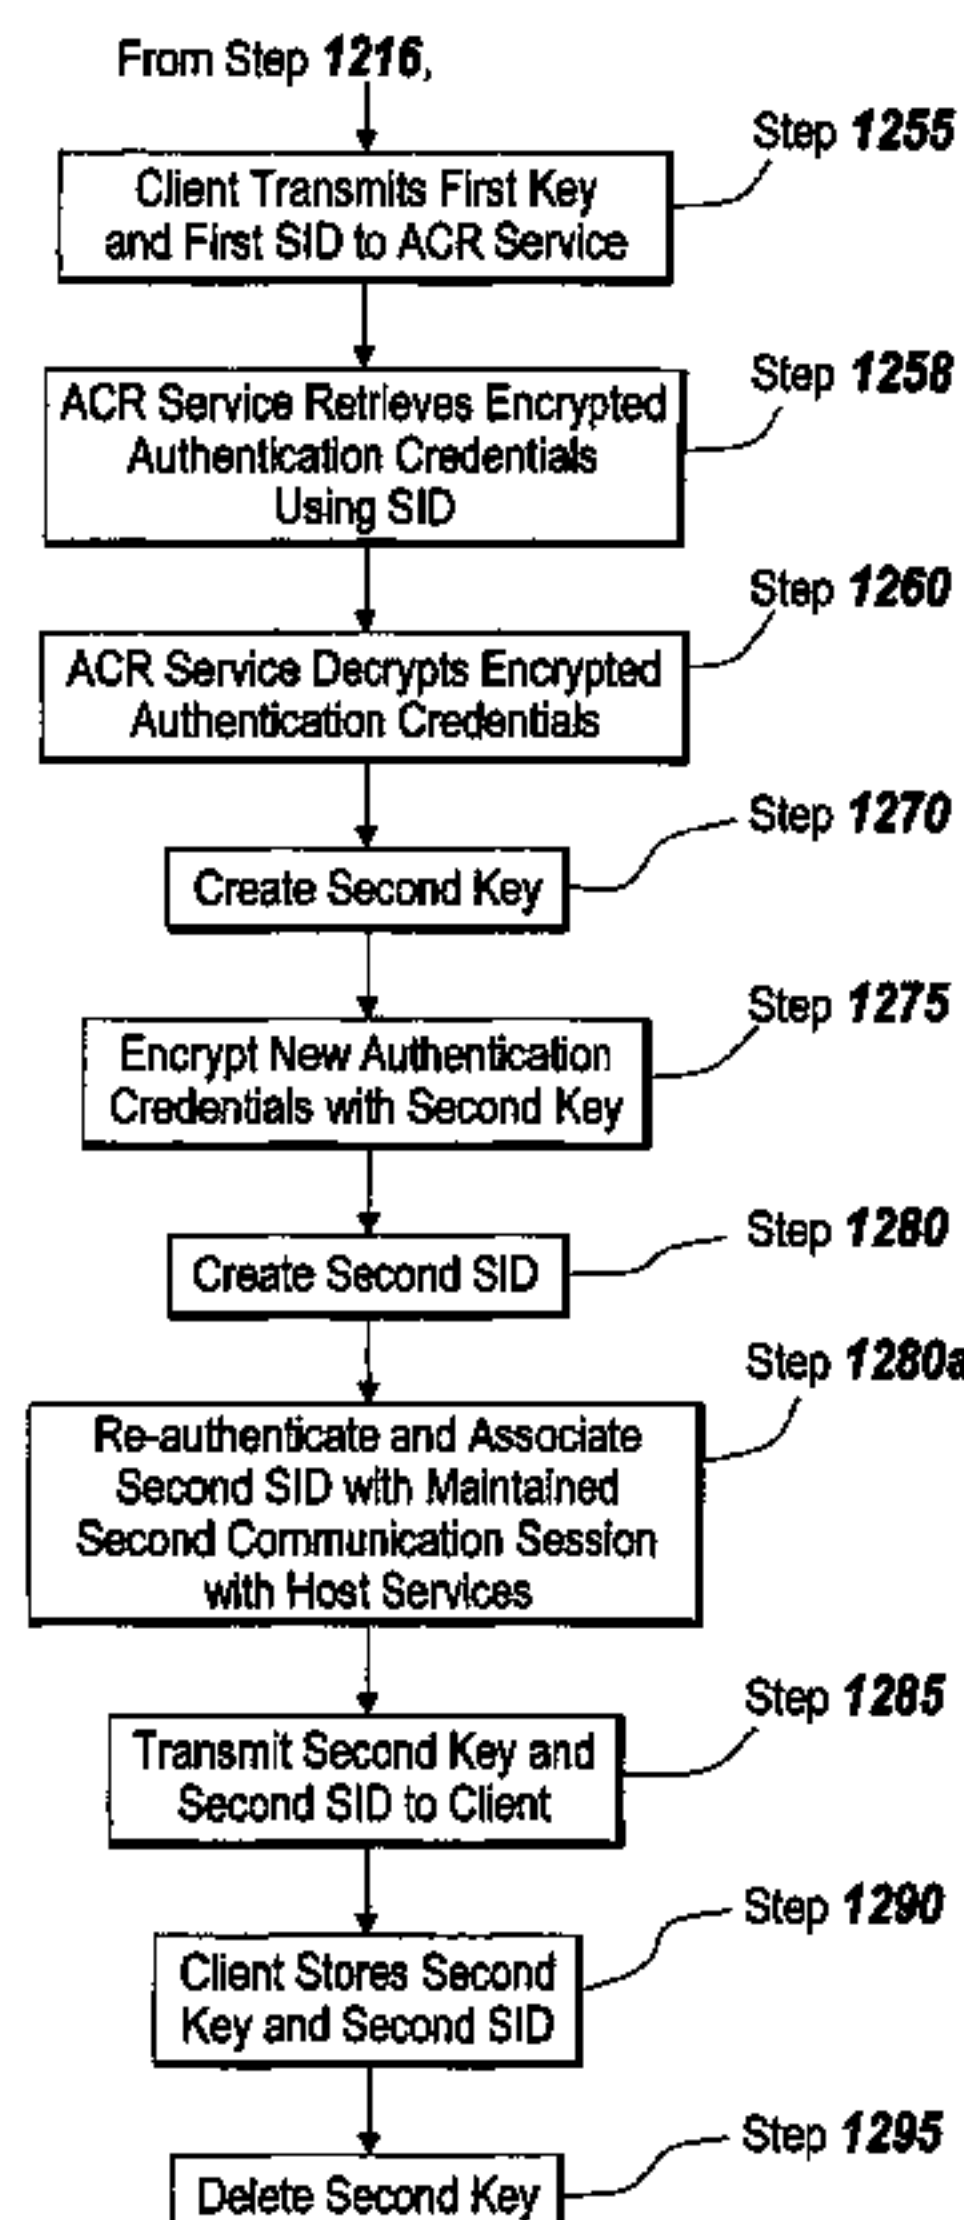 From Step 1216,
Step 1255
Client Transmits First Key
and First SID to ACR Service
Step 1258
ACR Service Retrieves Encrypted
Authentication Credentials
Using SID
Step 1260
ACR Service Decrypts Encrypted
Authentication Credentials
Step 1270
Create Second Key
Step 1275
Encrypt New Authentication
Credentials with Second Key
Step 1280
Create Second SID
Step 1280a
Re-authenticate and Associate
Second SID with Maintained
Second Communication Session
with Host Services
Step 1285
Transmit Second Key and
Second SID to Client
Step 1290
Client Stores Second
Key and Second SID
Step 1295
Delete Second Key